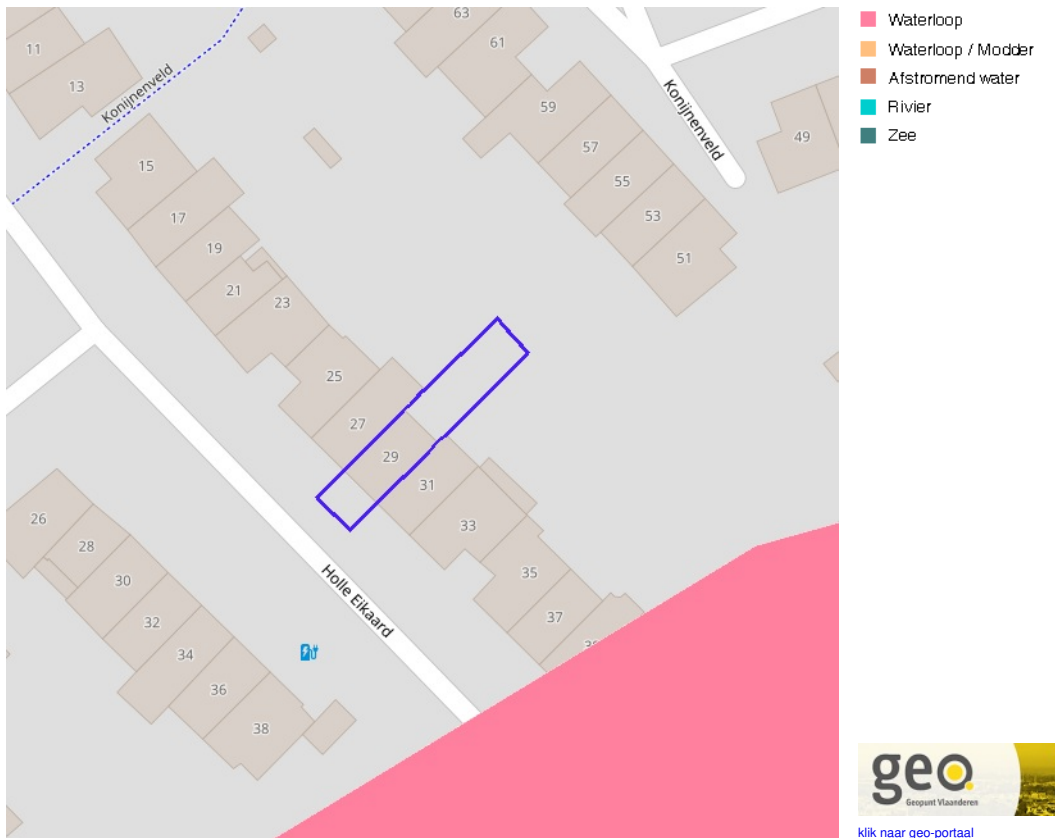 63
11
61
13
Konijnenveld
59
Konijnenveld
49
15
57
55
17
53
19
51
21
23
25
27
29
31
26
33
28
30
35
Holle Eikaard
37
32
34
36
38
Waterloop
Waterloop / Modder
Afstromend water
Rivier
Zee
geo.
Geopunt Vlaanderen
klik naar geo-portaal